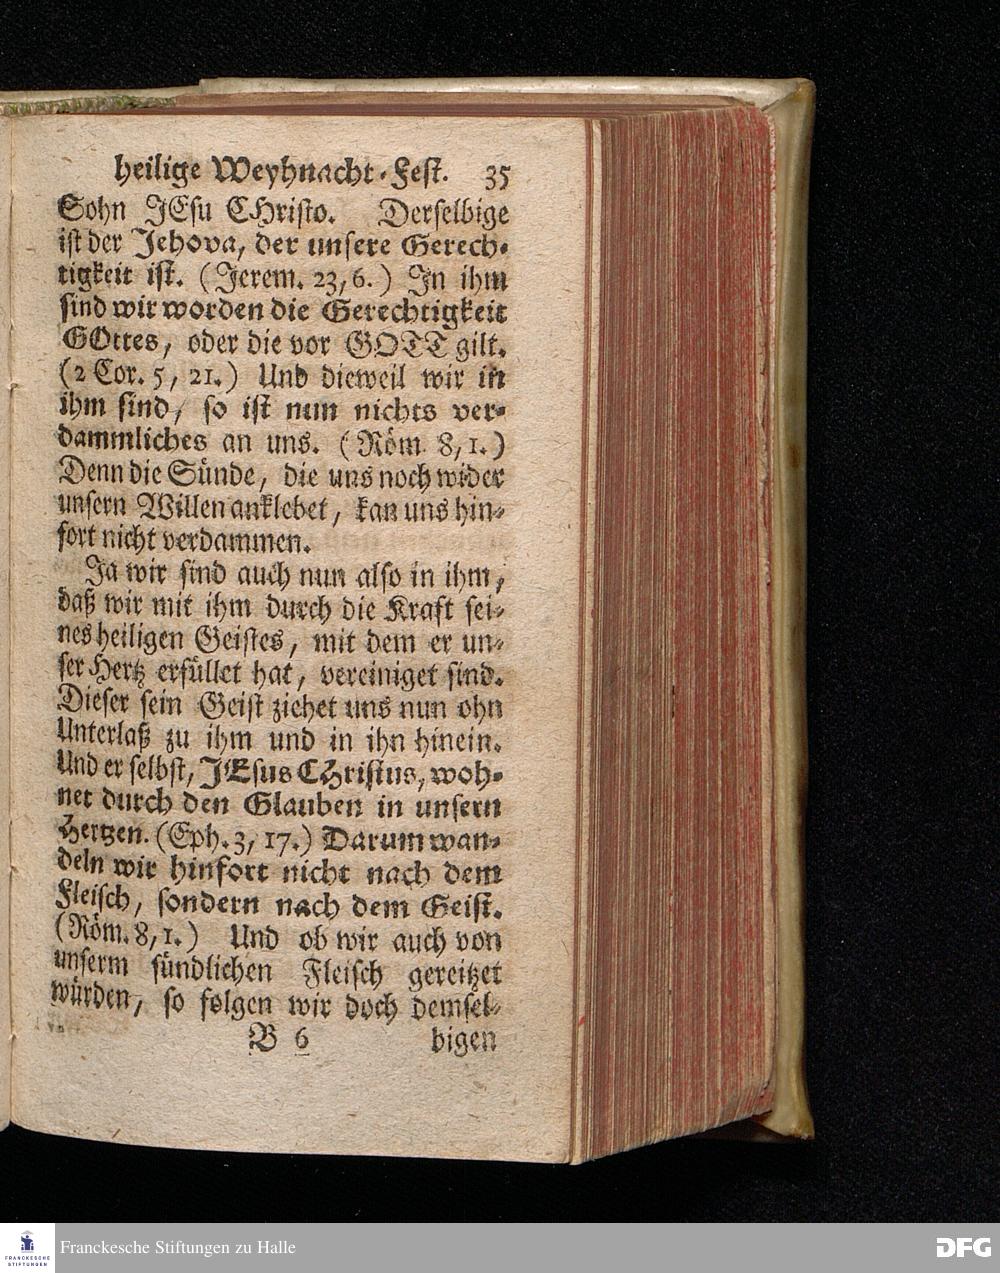 heilige Weyhnacht-Fest. 35
Sohn JEsu CHristo. Derselbige
ist der Jehova, der unsere Gerech-
tigkeit ist. (Jerem. 23, 6.) In ihm
sind wir worden die Gerechtigkeit
GOttes, oder die vor GOTT gilt.
(2 Cor. 5, 21.) Und dieweil wir in
ihm sind, so ist nun nichts ver-
dammliches an uns. (Röm. 8, 1.)
Denn die Sünde, die uns noch wider
unsern Willen anklebet, kan uns hin-
fort nicht verdammen.
Ja wir sind auch nun also in ihm,
daß wir mit ihm durch die Kraft sei-
nes heiligen Geistes, mit dem er un-
ser Hertz erfüllet hat, vereiniget sind.
Dieser sein Geist ziehet uns nun ohn
Unterlaß zu ihm und in ihn hinein.
Und er selbst, JEsus CHristus, woh-
net durch den Glauben in unsern
Hertzen. (Eph. 3, 17.) Darum wan-
deln wir hinfort nicht nach dem
Fleisch, sondern nach dem Geist.
(Röm. 8, 1.) Und ob wir auch von
unserm sündlichen Fleisch gereitzet
würden, so folgen wir doch demsel-
B 6 bigen
FRANCKESCHE
STIFTUNGEN
Franckesche Stiftungen zu Halle
DFG